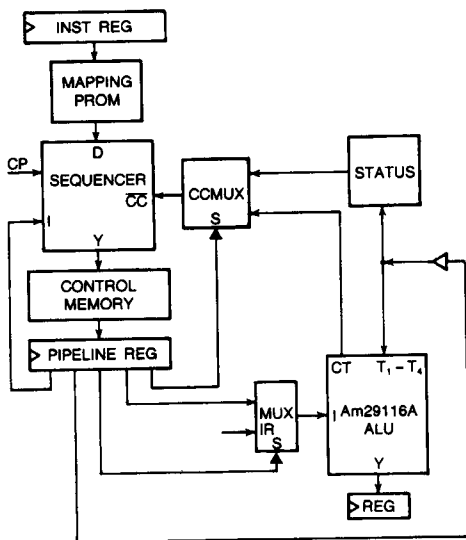 INST REG
MAPPING
PROM
D
CP
SEQUENCER
CC
I
Y
CCMUX
S
STATUS
CONTROL
MEMORY
PIPELINE REG
MUX
IR
S
CT T1 – T4
I Am29116A
ALU
Y
REG